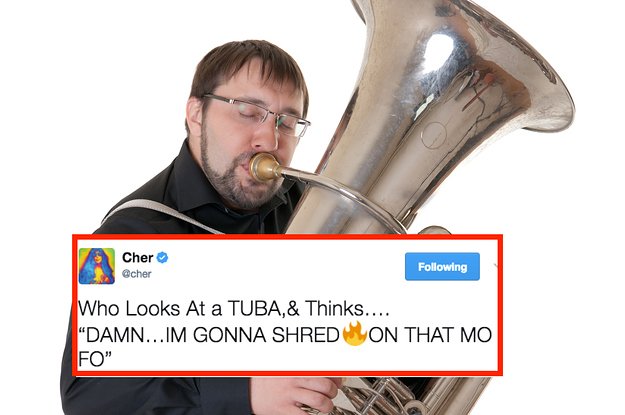 Cher
@cher
Following
Who Looks At a TUBA,& Thinks....
“DAMN...IM GONNA SHRED🔥ON THAT MO
FO”